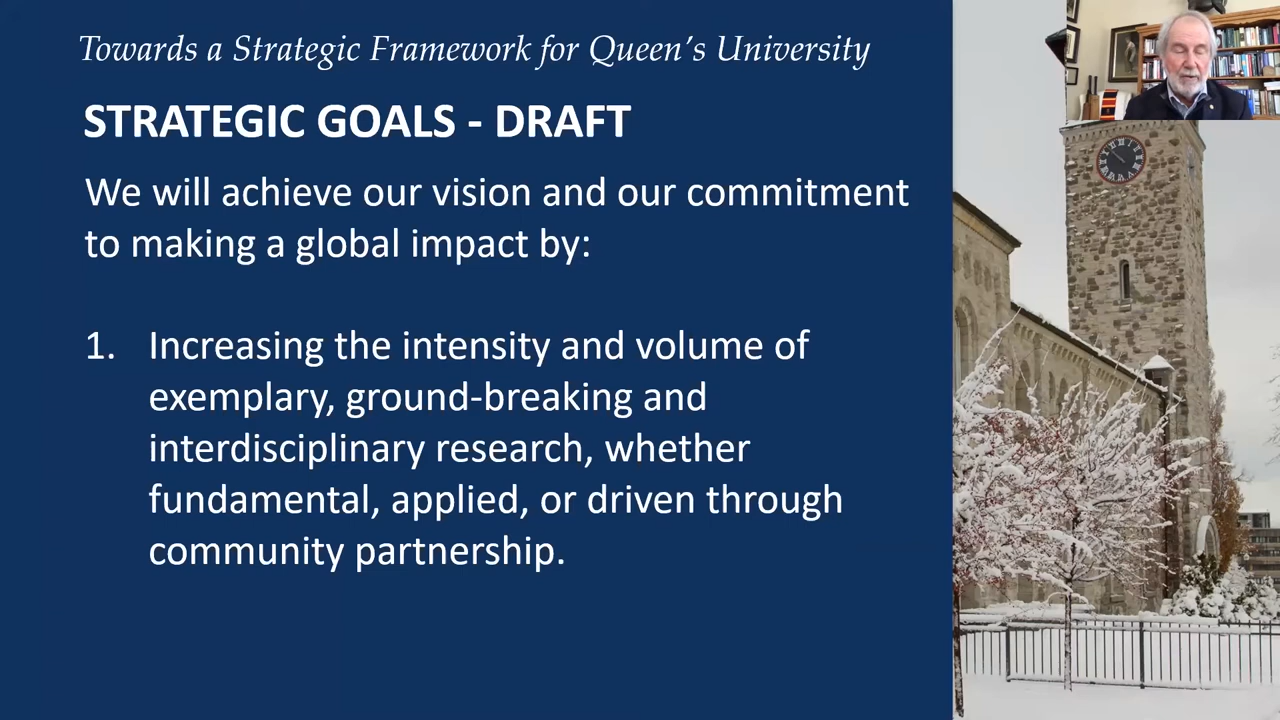 Towards a Strategic Framework for Queen's University
STRATEGIC GOALS - DRAFT
We will achieve our vision and our commitment
to making a global impact by:
1. Increasing the intensity and volume of
exemplary, ground-breaking and
interdisciplinary research, whether
fundamental, applied, or driven through
community partnership.